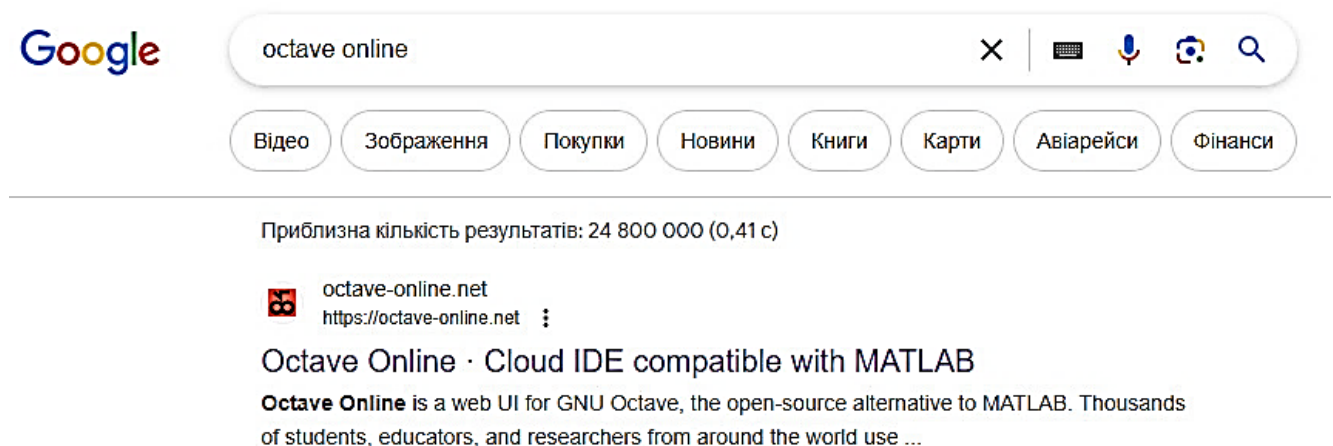 Google
octave online
Відео Зображення Покупки Новини Книги Карти Авіарейси Фінанси
Приблизна кількість результатів: 24 800 000 (0,41 с)
octave-online.net
https://octave-online.net
Octave Online · Cloud IDE compatible with MATLAB
Octave Online is a web UI for GNU Octave, the open-source alternative to MATLAB. Thousands
of students, educators, and researchers from around the world use ...